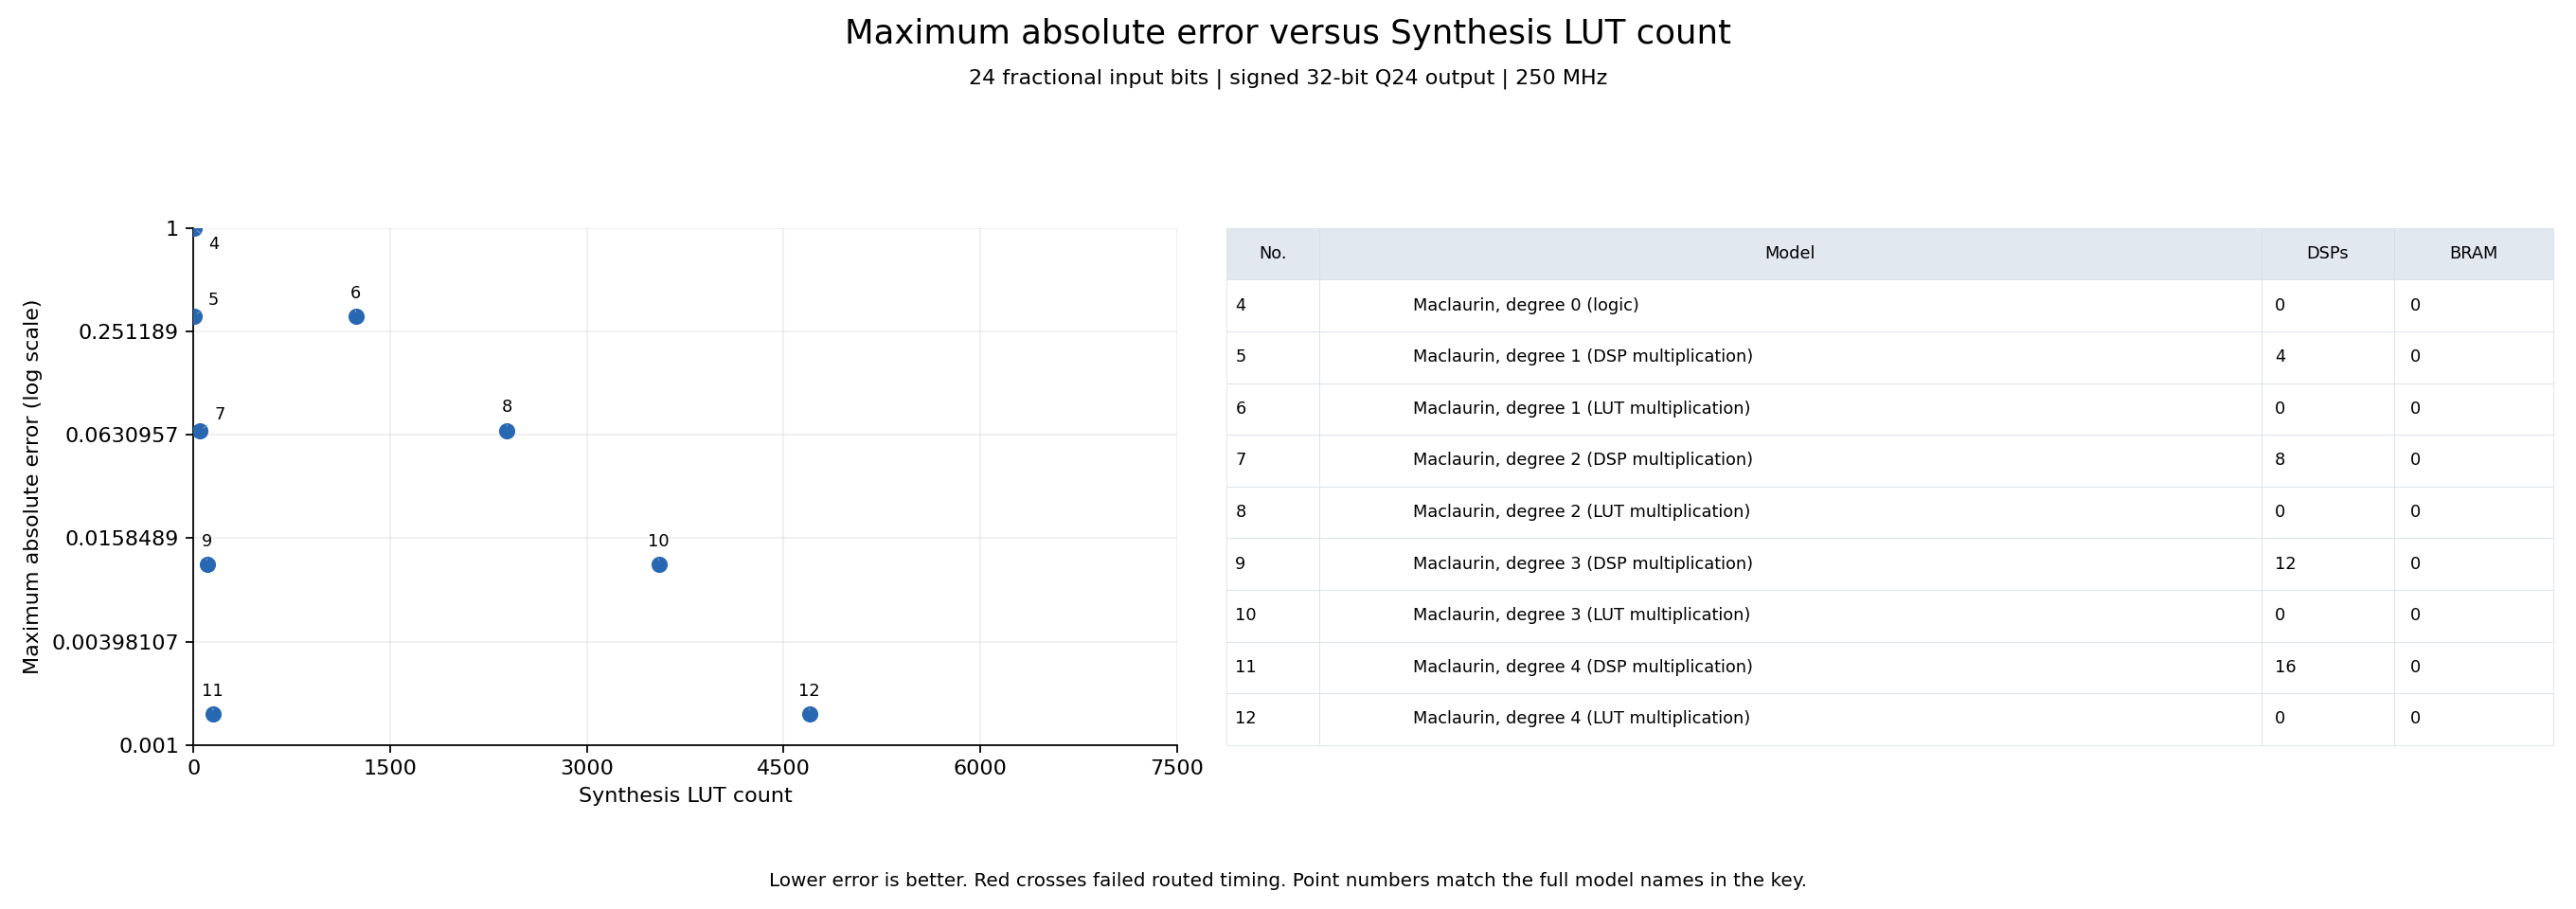 Maximum absolute error versus Synthesis LUT count
24 fractional input bits | signed 32-bit Q24 output | 250 MHz
Maximum absolute error (log scale)
1
0.251189
0.0630957
0.0158489
0.00398107
0.001
4
5
6
7
8
9
10
11
12
0 1500 3000 4500 6000 7500
Synthesis LUT count
No. Model DSPs BRAM
4 Maclaurin, degree 0 (logic) 0 0
5 Maclaurin, degree 1 (DSP multiplication) 4 0
6 Maclaurin, degree 1 (LUT multiplication) 0 0
7 Maclaurin, degree 2 (DSP multiplication) 8 0
8 Maclaurin, degree 2 (LUT multiplication) 0 0
9 Maclaurin, degree 3 (DSP multiplication) 12 0
10 Maclaurin, degree 3 (LUT multiplication) 0 0
11 Maclaurin, degree 4 (DSP multiplication) 16 0
12 Maclaurin, degree 4 (LUT multiplication) 0 0
Lower error is better. Red crosses failed routed timing. Point numbers match the full model names in the key.